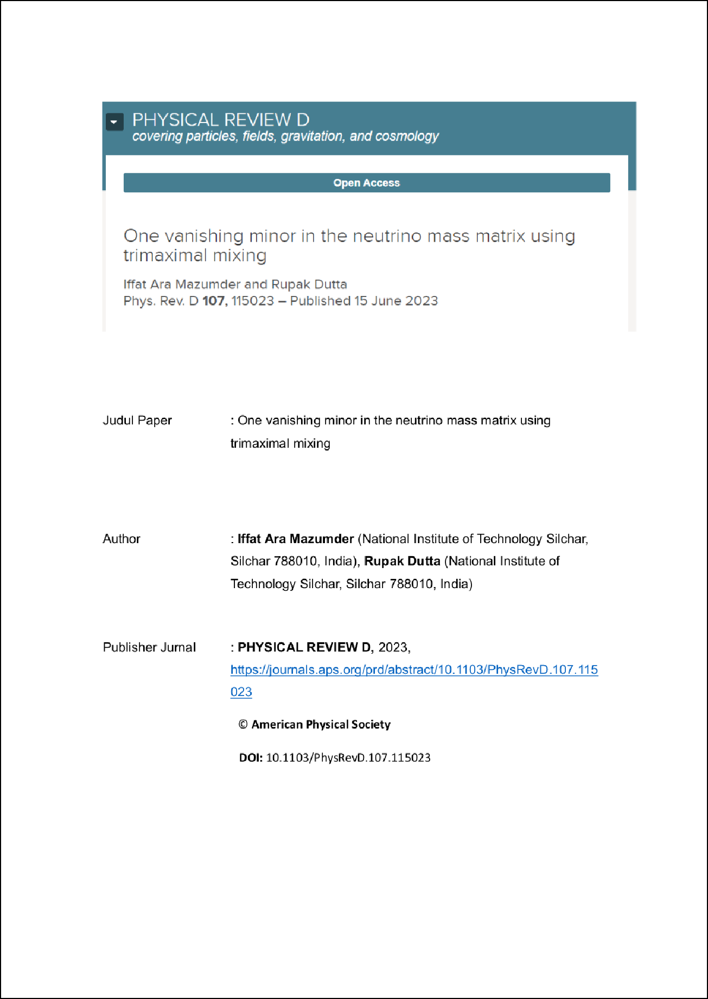 PHYSICAL REVIEW D
covering particles, fields, gravitation, and cosmology
Open Access
One vanishing minor in the neutrino mass matrix using
trimaximal mixing
Iffat Ara Mazumder and Rupak Dutta
Phys. Rev. D 107, 115023 – Published 15 June 2023
Judul Paper : One vanishing minor in the neutrino mass matrix using
trimaximal mixing
Author : Iffat Ara Mazumder (National Institute of Technology Silchar,
Silchar 788010, India), Rupak Dutta (National Institute of
Technology Silchar, Silchar 788010, India)
Publisher Jurnal : PHYSICAL REVIEW D, 2023,
https://journals.aps.org/prd/abstract/10.1103/PhysRevD.107.115
023
© American Physical Society
DOI: 10.1103/PhysRevD.107.115023